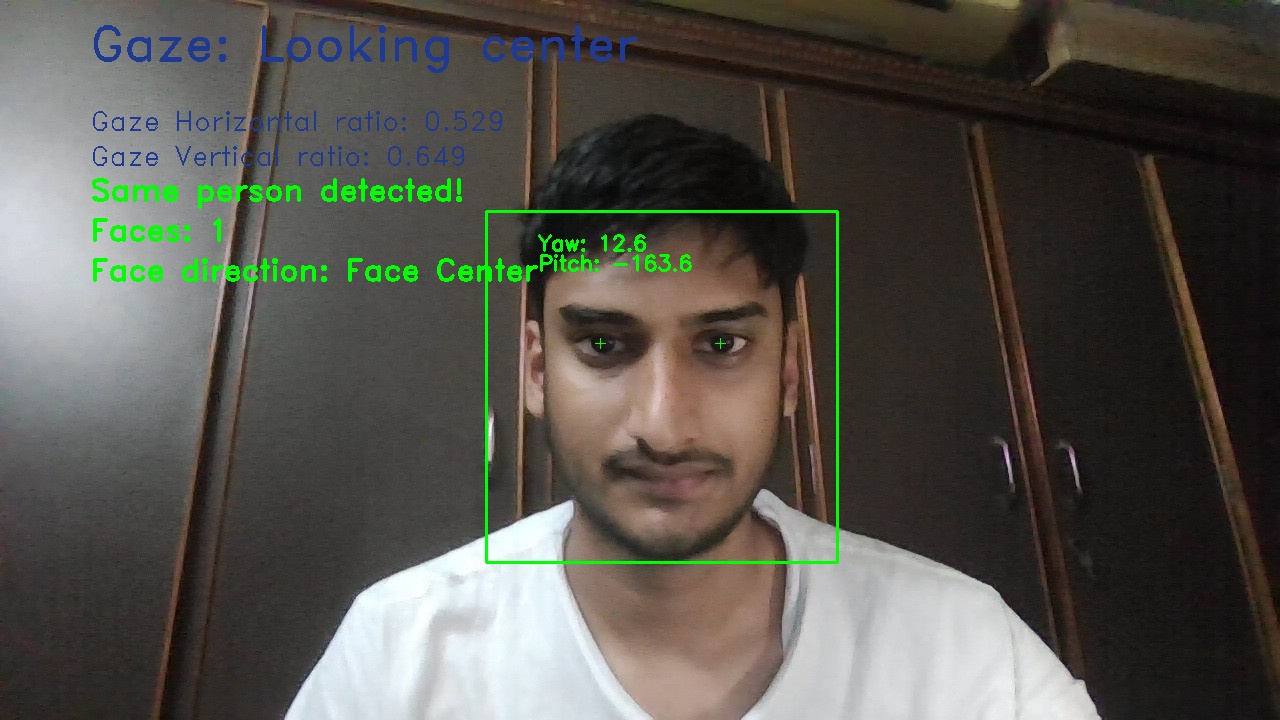 Gaze: Looking center
Gaze Horizontal ratio: 0.529
Gaze Vertical ratio: 0.649
Same person detected!
Faces: 1
Yaw: 12.6
Pitch: -163.6
Face direction: Face Center